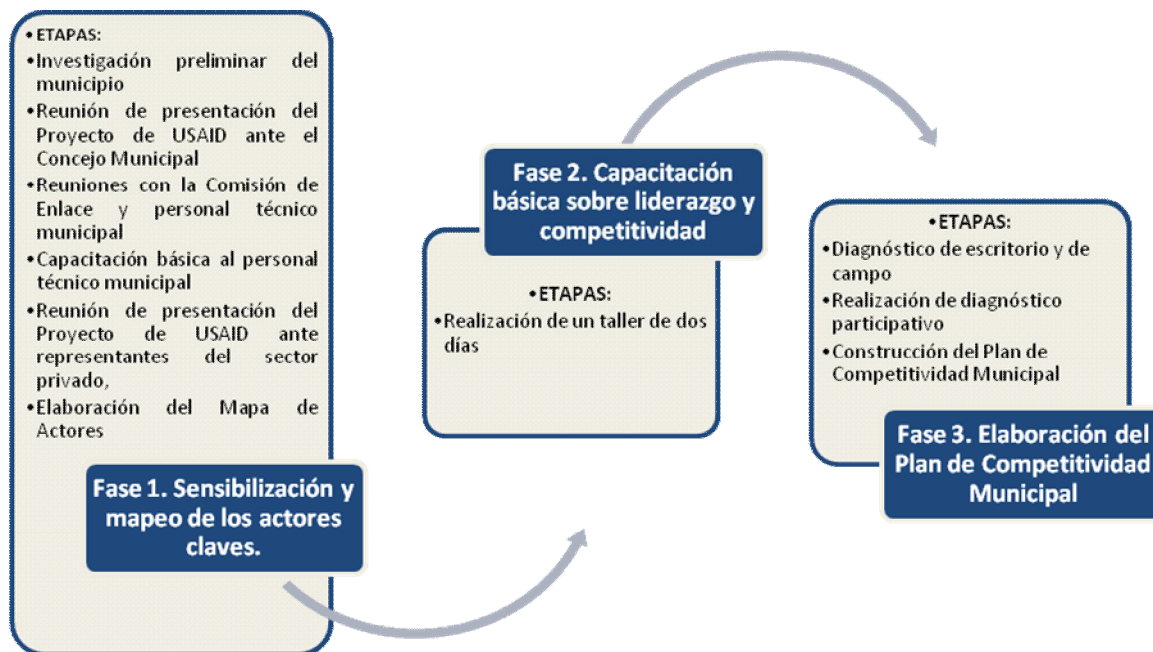 •ETAPAS:
•Investigación preliminar del
municipio
•Reunión de presentación del
Proyecto de USAID ante el
Concejo Municipal
•Reuniones con la Comisión de
Enlace y personal técnico
municipal
•Capacitación básica al personal
técnico municipal
•Reunión de presentación del
Proyecto de USAID ante
representantes del sector
privado,
•Elaboración del Mapa de
Actores
Fase 1. Sensibilización y
mapeo de los actores
claves.
Fase 2. Capacitación
básica sobre liderazgo y
competitividad
•ETAPAS:
•Realización de un taller de dos
días
•ETAPAS:
•Diagnóstico de escritorio y de
campo
•Realización de diagnóstico
participativo
•Construcción del Plan de
Competitividad Municipal
Fase 3. Elaboración del
Plan de Competitividad
Municipal